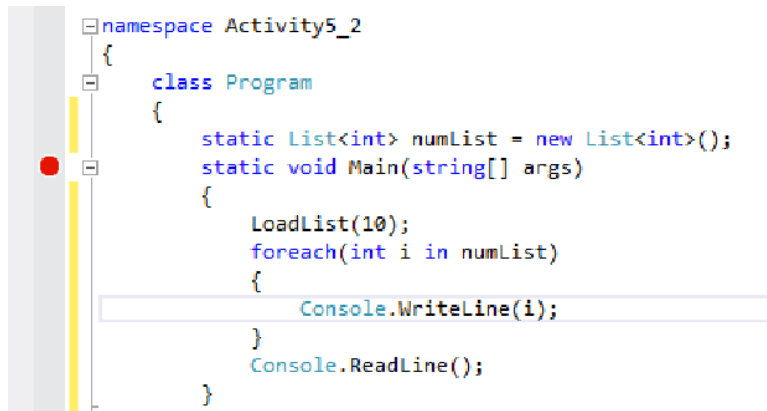 namespace Activity5_2
{
    class Program
    {
        static List<int> numList = new List<int>();
        static void Main(string[] args)
        {
            LoadList(10);
            foreach(int i in numList)
            {
                Console.WriteLine(i);
            }
            Console.ReadLine();
        }